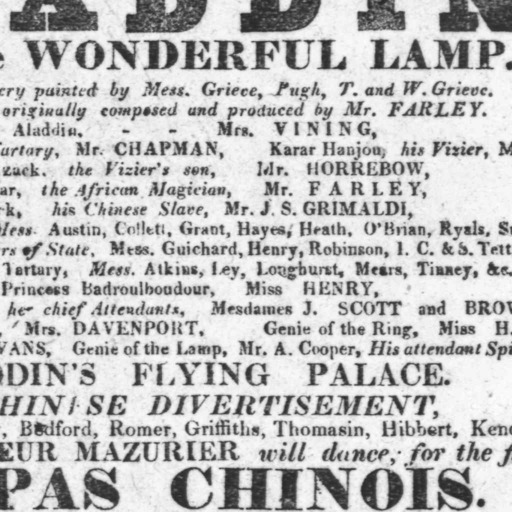 ADDIN
e WONDERFUL LAMP.
ery painted by Mess. Grieve, Pugh, T. and W. Grieve.
originally composed and produced by Mr. FARLEY.
Aladdin, - - Mrs. VINING,
artary, Mr. CHAPMAN, Karar Hanjou, his Vizier, M
zack, the Vizier's son, Mr. HORREBOW,
ar, the African Magician, Mr. FARLEY,
k, his Chinese Slave, Mr. J. S. GRIMALDI,
Mess. Austin, Collett, Grant, Hayes, Heath, O'Brian, Ryals, S
rs of State, Mess. Guichard, Henry, Robinson, I. C. & S. Tett
Tartary, Mess. Atkins, Ley, Longhurst, Mears, Tinney, &c.
Princess Badroulboudour, Miss HENRY,
her chief Attendants, Mesdames J. SCOTT and BROW
Mrs. DAVENPORT, Genie of the Ring, Miss H.
VANS, Genie of the Lamp, Mr. A. Cooper, His attendant Spi
DDIN'S FLYING PALACE.
HINESE DIVERTISEMENT,
, Bedford, Romer, Griffiths, Thomasin, Hibbert, Kend
EUR MAZURIER will dance, for the f
PAS CHINOIS.